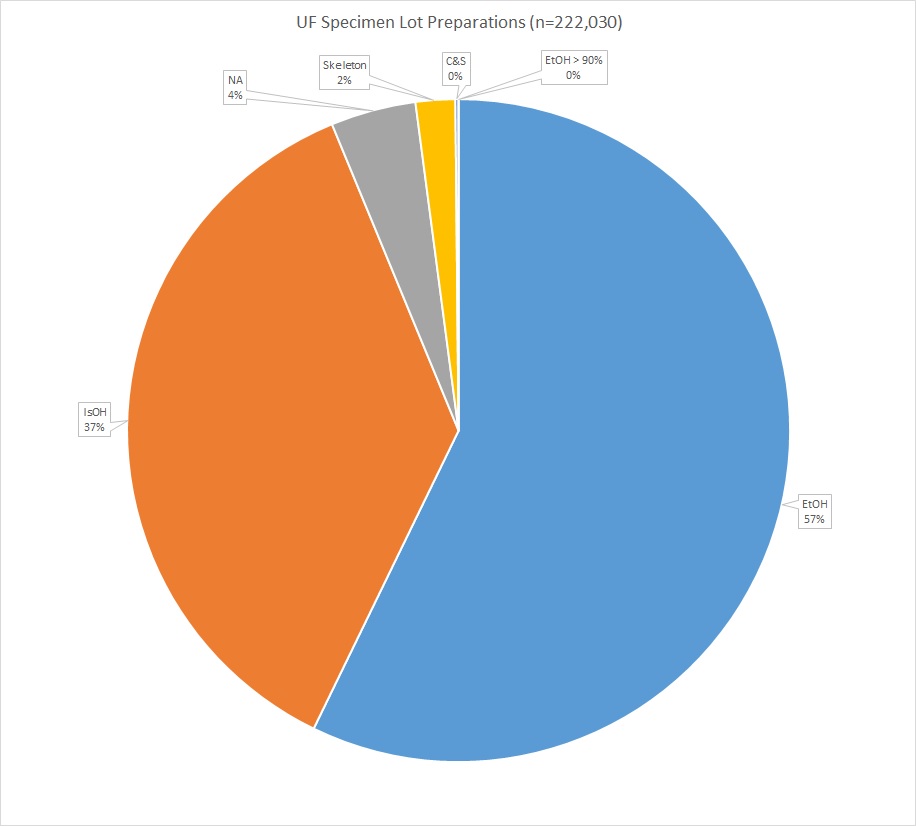 UF Specimen Lot Preparations (n=222,030)
C&S
0%
EtOH > 90%
0%
Skeleton
2%
NA
4%
IsOH
37%
EtOH
57%